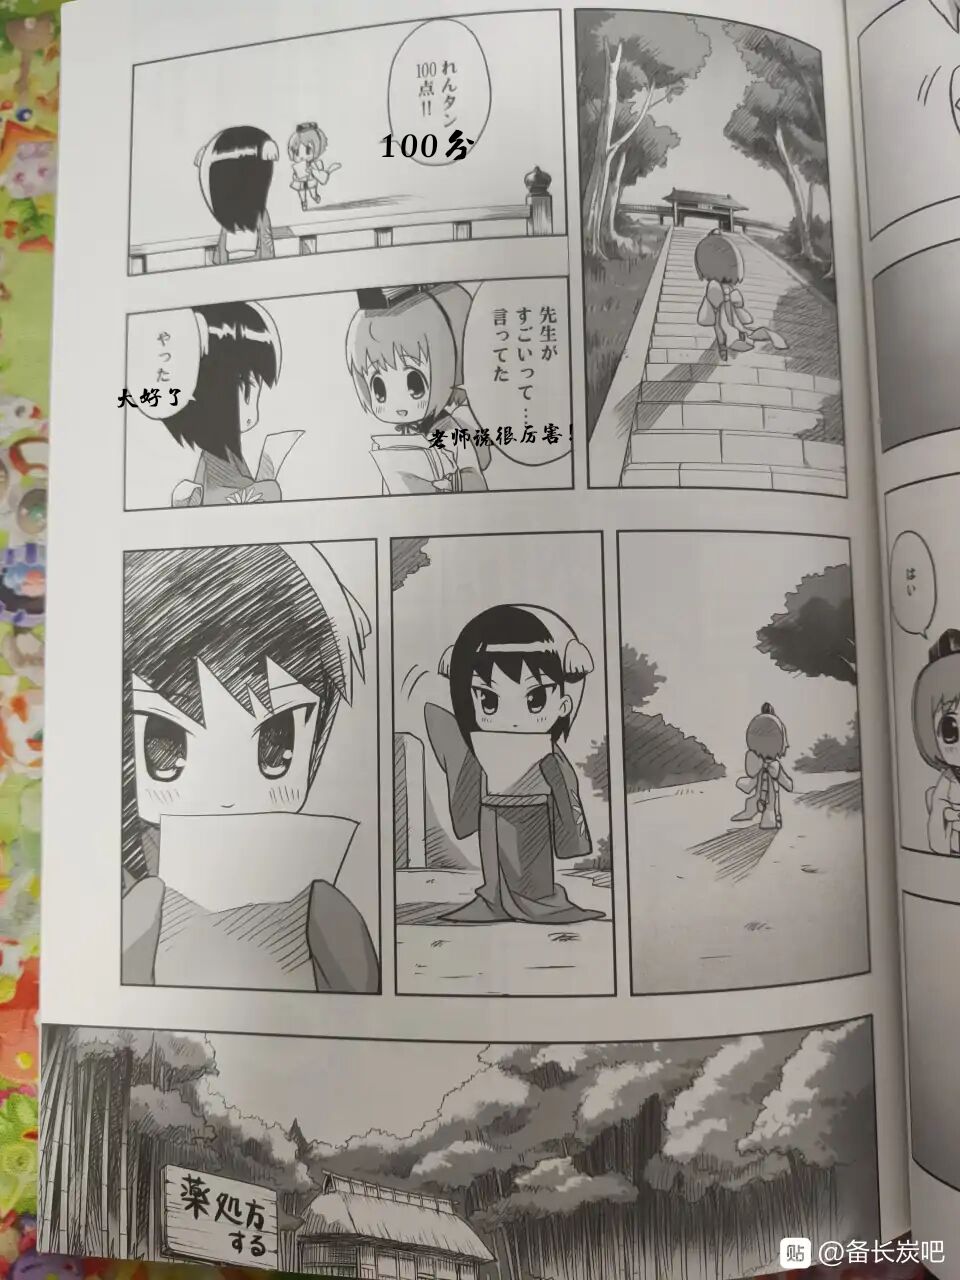 れんタン
100点!!
100分
先生が
すごいって…
言ってた
老师说很厉害!
やった
大好了
はい
薬処方
する
貼 @备长炭吧